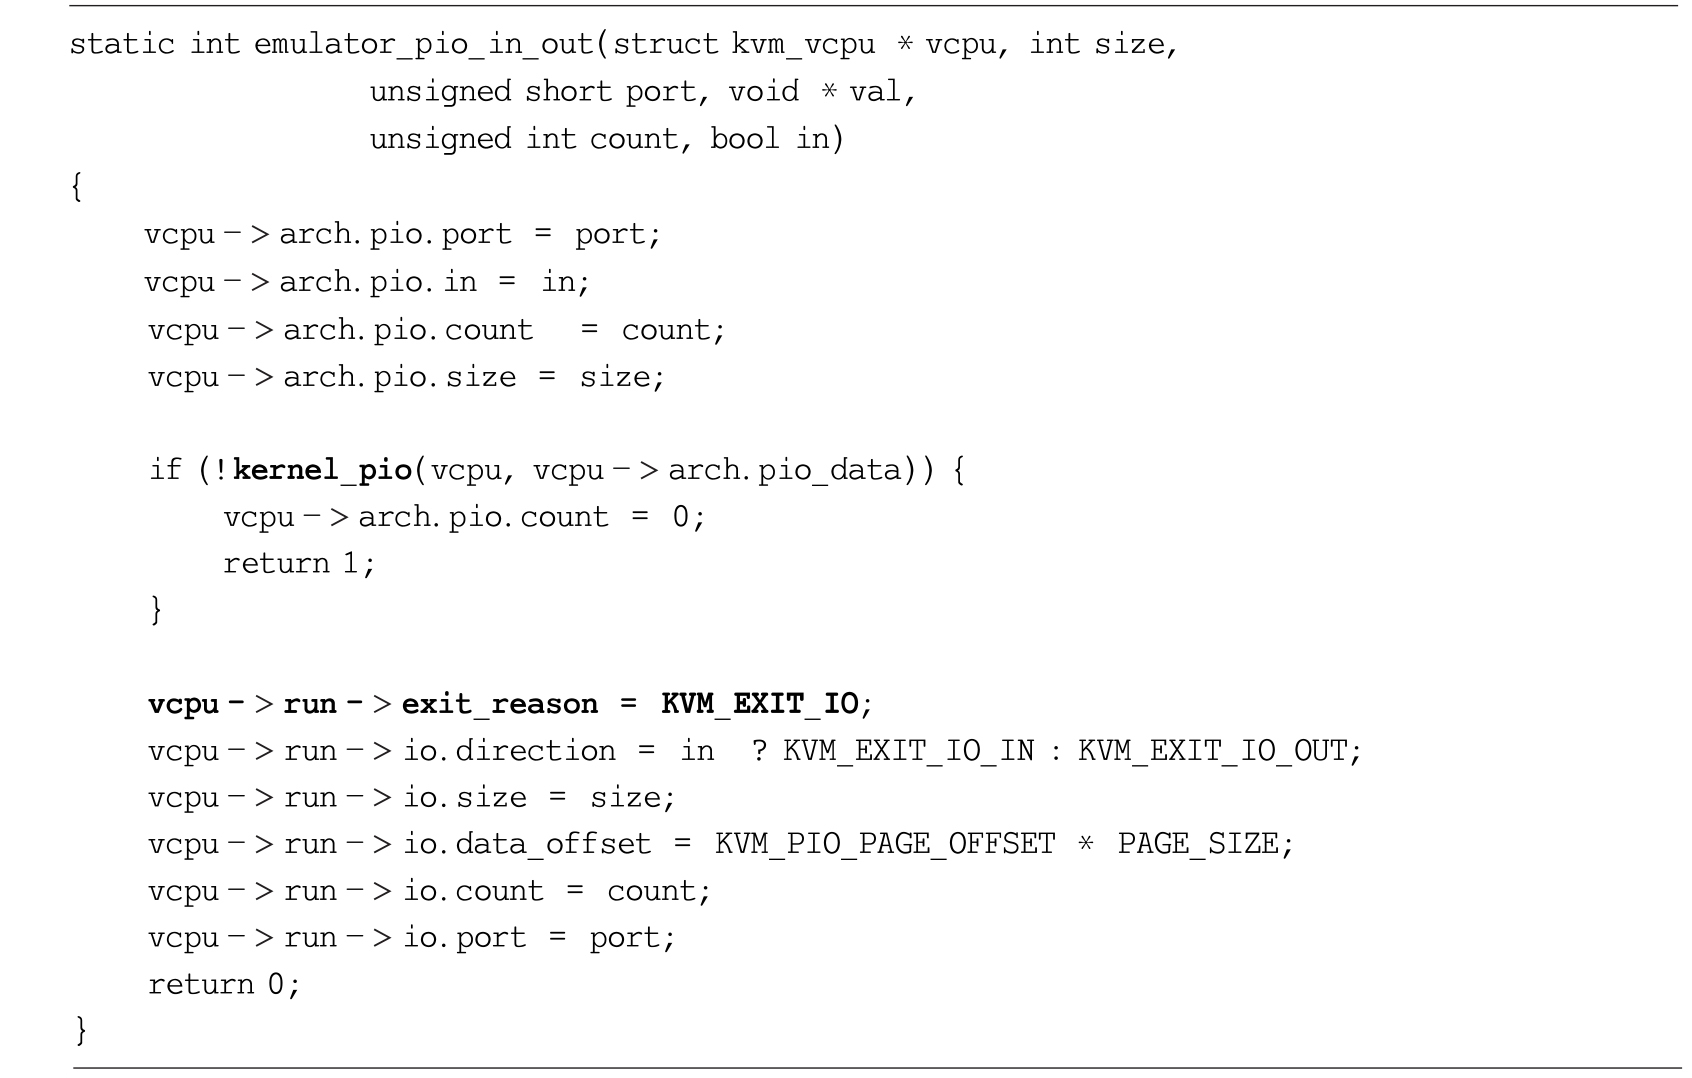 static int emulator_pio_in_out(struct kvm_vcpu * vcpu, int size,
unsigned short port, void * val,
unsigned int count, bool in)
{
vcpu->arch.pio.port = port;
vcpu->arch.pio.in = in;
vcpu->arch.pio.count = count;
vcpu->arch.pio.size = size;
if (!kernel_pio(vcpu, vcpu->arch.pio_data)) {
vcpu->arch.pio.count = 0;
return 1;
}
vcpu->run->exit_reason = KVM_EXIT_IO;
vcpu->run->io.direction = in ? KVM_EXIT_IO_IN : KVM_EXIT_IO_OUT;
vcpu->run->io.size = size;
vcpu->run->io.data_offset = KVM_PIO_PAGE_OFFSET * PAGE_SIZE;
vcpu->run->io.count = count;
vcpu->run->io.port = port;
return 0;
}